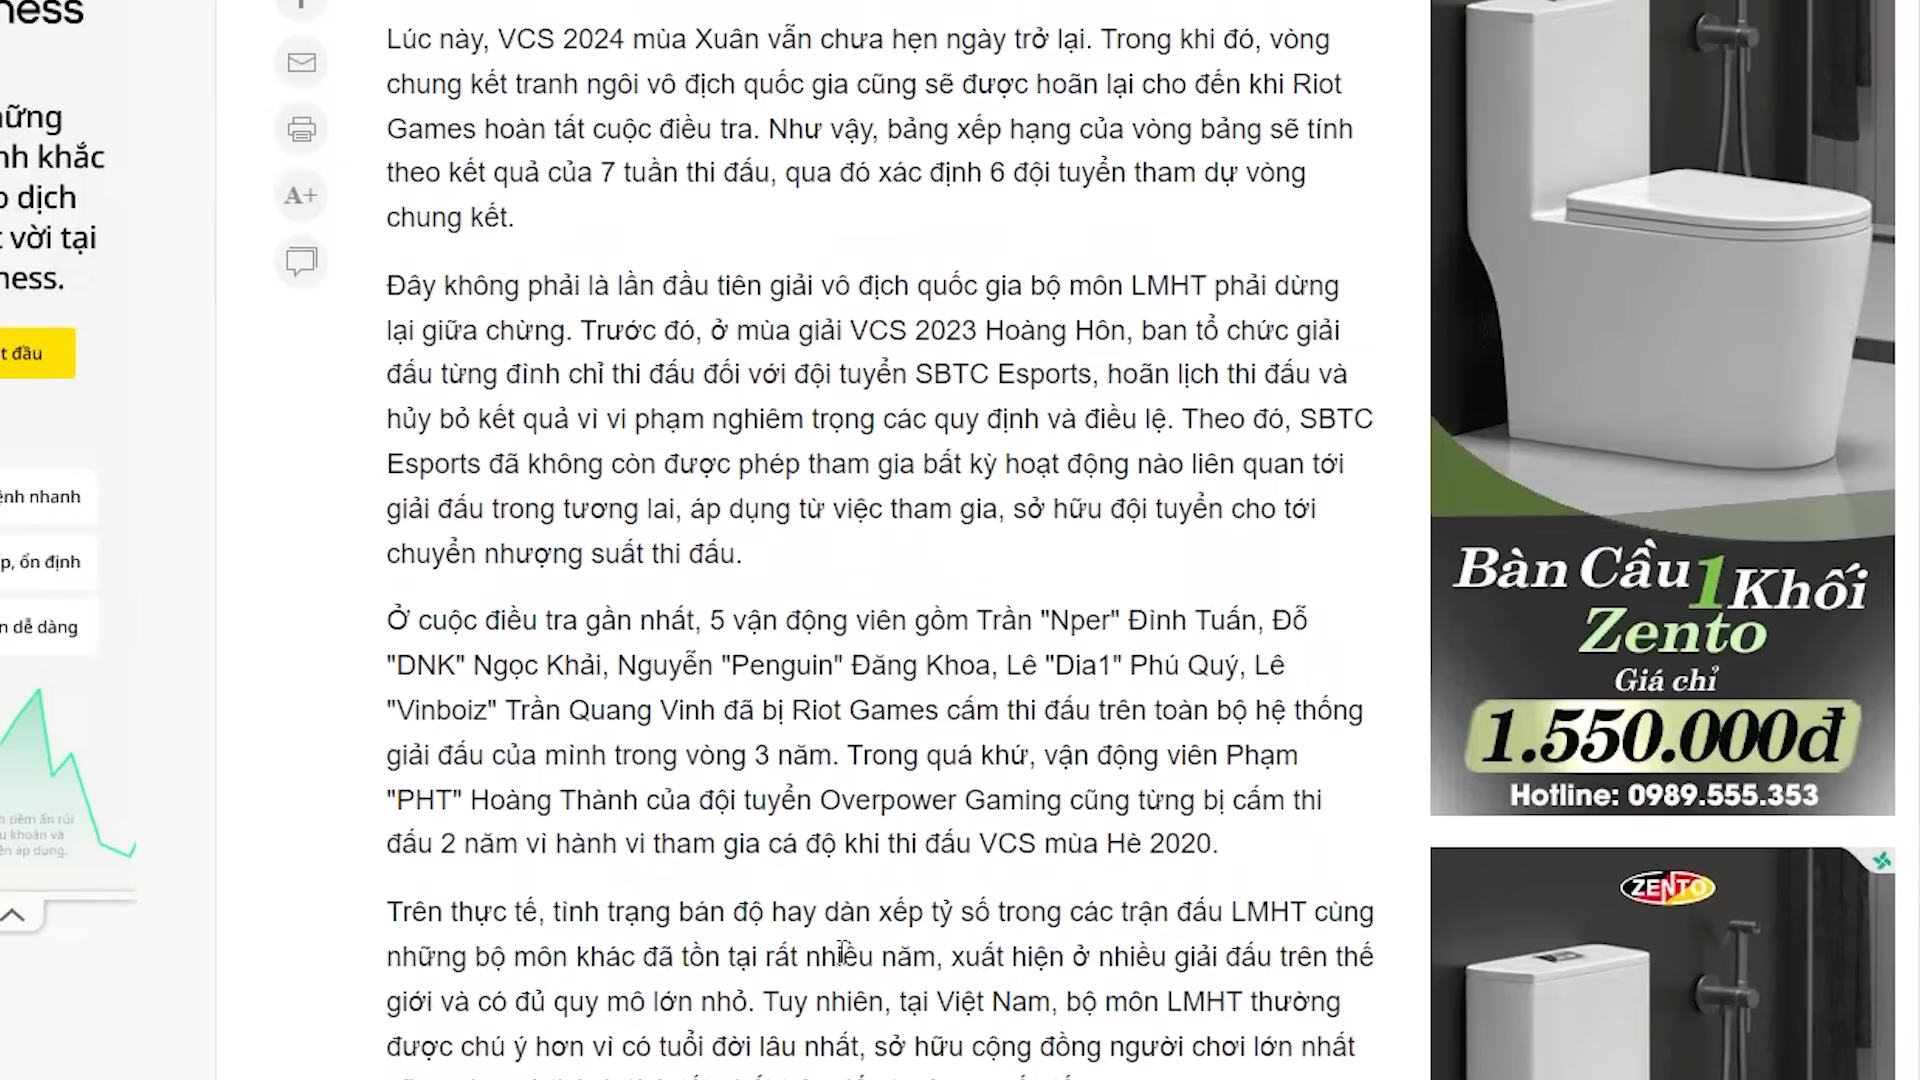 ness
hững
nh khắc
dịch
vời tại
ness.
t đầu
ệnh nhanh
p, ổn định
n dễ dàng
h tiềm ẩn rủi
u khoản và
ên áp dụng.
A+
Lúc này, VCS 2024 mùa Xuân vẫn chưa hẹn ngày trở lại. Trong khi đó, vòng
chung kết tranh ngôi vô địch quốc gia cũng sẽ được hoãn lại cho đến khi Riot
Games hoàn tất cuộc điều tra. Như vậy, bảng xếp hạng của vòng bảng sẽ tính
theo kết quả của 7 tuần thi đấu, qua đó xác định 6 đội tuyển tham dự vòng
chung kết.
Đây không phải là lần đầu tiên giải vô địch quốc gia bộ môn LMHT phải dừng
lại giữa chừng. Trước đó, ở mùa giải VCS 2023 Hoàng Hôn, ban tổ chức giải
đấu từng đình chỉ thi đấu đối với đội tuyển SBTC Esports, hoãn lịch thi đấu và
hủy bỏ kết quả vì vi phạm nghiêm trọng các quy định và điều lệ. Theo đó, SBTC
Esports đã không còn được phép tham gia bất kỳ hoạt động nào liên quan tới
giải đấu trong tương lai, áp dụng từ việc tham gia, sở hữu đội tuyển cho tới
chuyển nhượng suất thi đấu.
Ở cuộc điều tra gần nhất, 5 vận động viên gồm Trần "Nper" Đình Tuấn, Đỗ
"DNK" Ngọc Khải, Nguyễn "Penguin" Đăng Khoa, Lê "Dia1" Phú Quý, Lê
"Vinboiz" Trần Quang Vinh đã bị Riot Games cấm thi đấu trên toàn bộ hệ thống
giải đấu của mình trong vòng 3 năm. Trong quá khứ, vận động viên Phạm
"PHT" Hoàng Thành của đội tuyển Overpower Gaming cũng từng bị cấm thi
đấu 2 năm vì hành vi tham gia cá độ khi thi đấu VCS mùa Hè 2020.
Trên thực tế, tình trạng bán độ hay dàn xếp tỷ số trong các trận đấu LMHT cùng
những bộ môn khác đã tồn tại rất nhiều năm, xuất hiện ở nhiều giải đấu trên thế
giới và có đủ quy mô lớn nhỏ. Tuy nhiên, tại Việt Nam, bộ môn LMHT thường
được chú ý hơn vì có tuổi đời lâu nhất, sở hữu cộng đồng người chơi lớn nhất
Bàn Cầu 1 Khối
Zento
Giá chỉ
1.550.000đ
Hotline: 0989.555.353
ZENTO